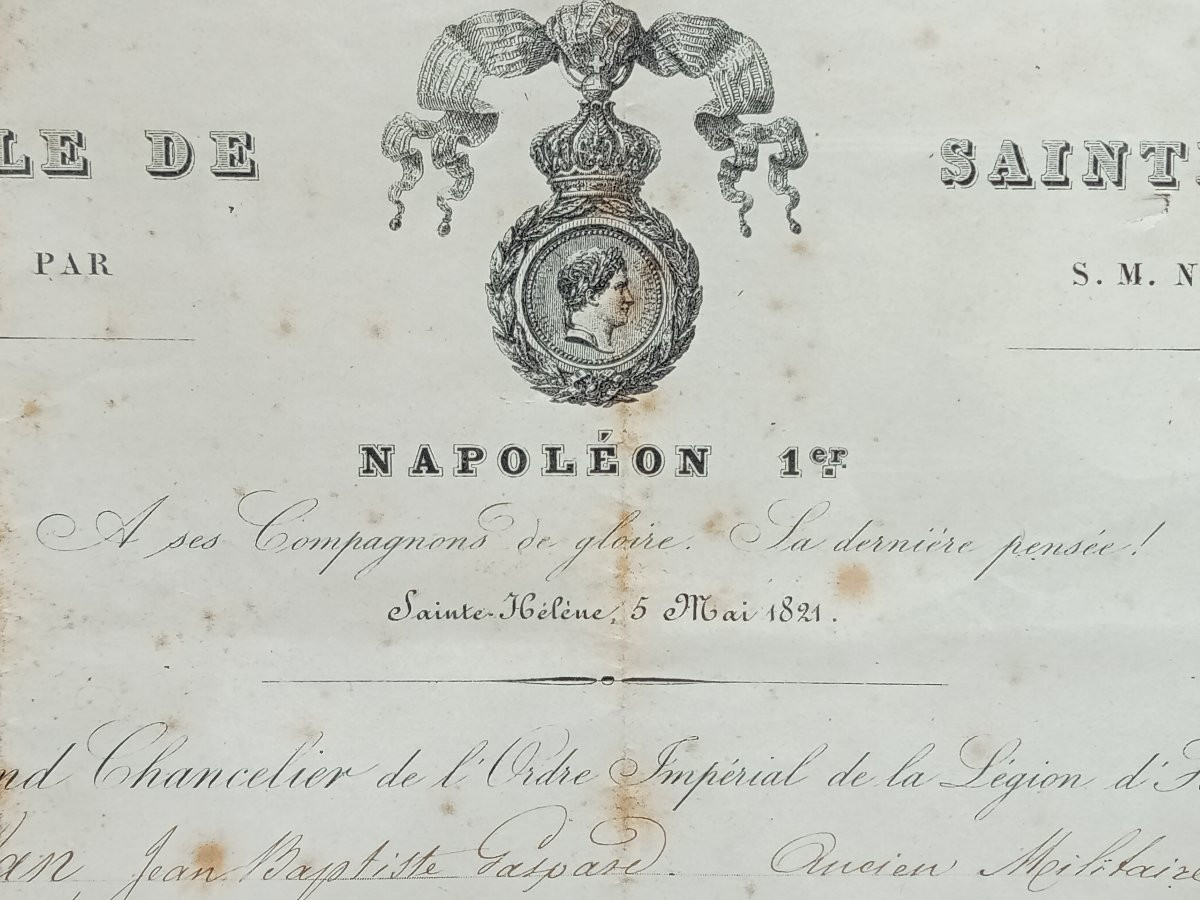 LE DE SAINT
PAR S. M. N
NAPOLÉON 1er.
A ses Compagnons de gloire. Sa dernière pensée!
Sainte-Hélène, 5 Mai 1821.
nd Chancelier de l'Ordre Impérial de la Légion d'H
an, Jean Baptiste Gaspard. Ancien Militaire